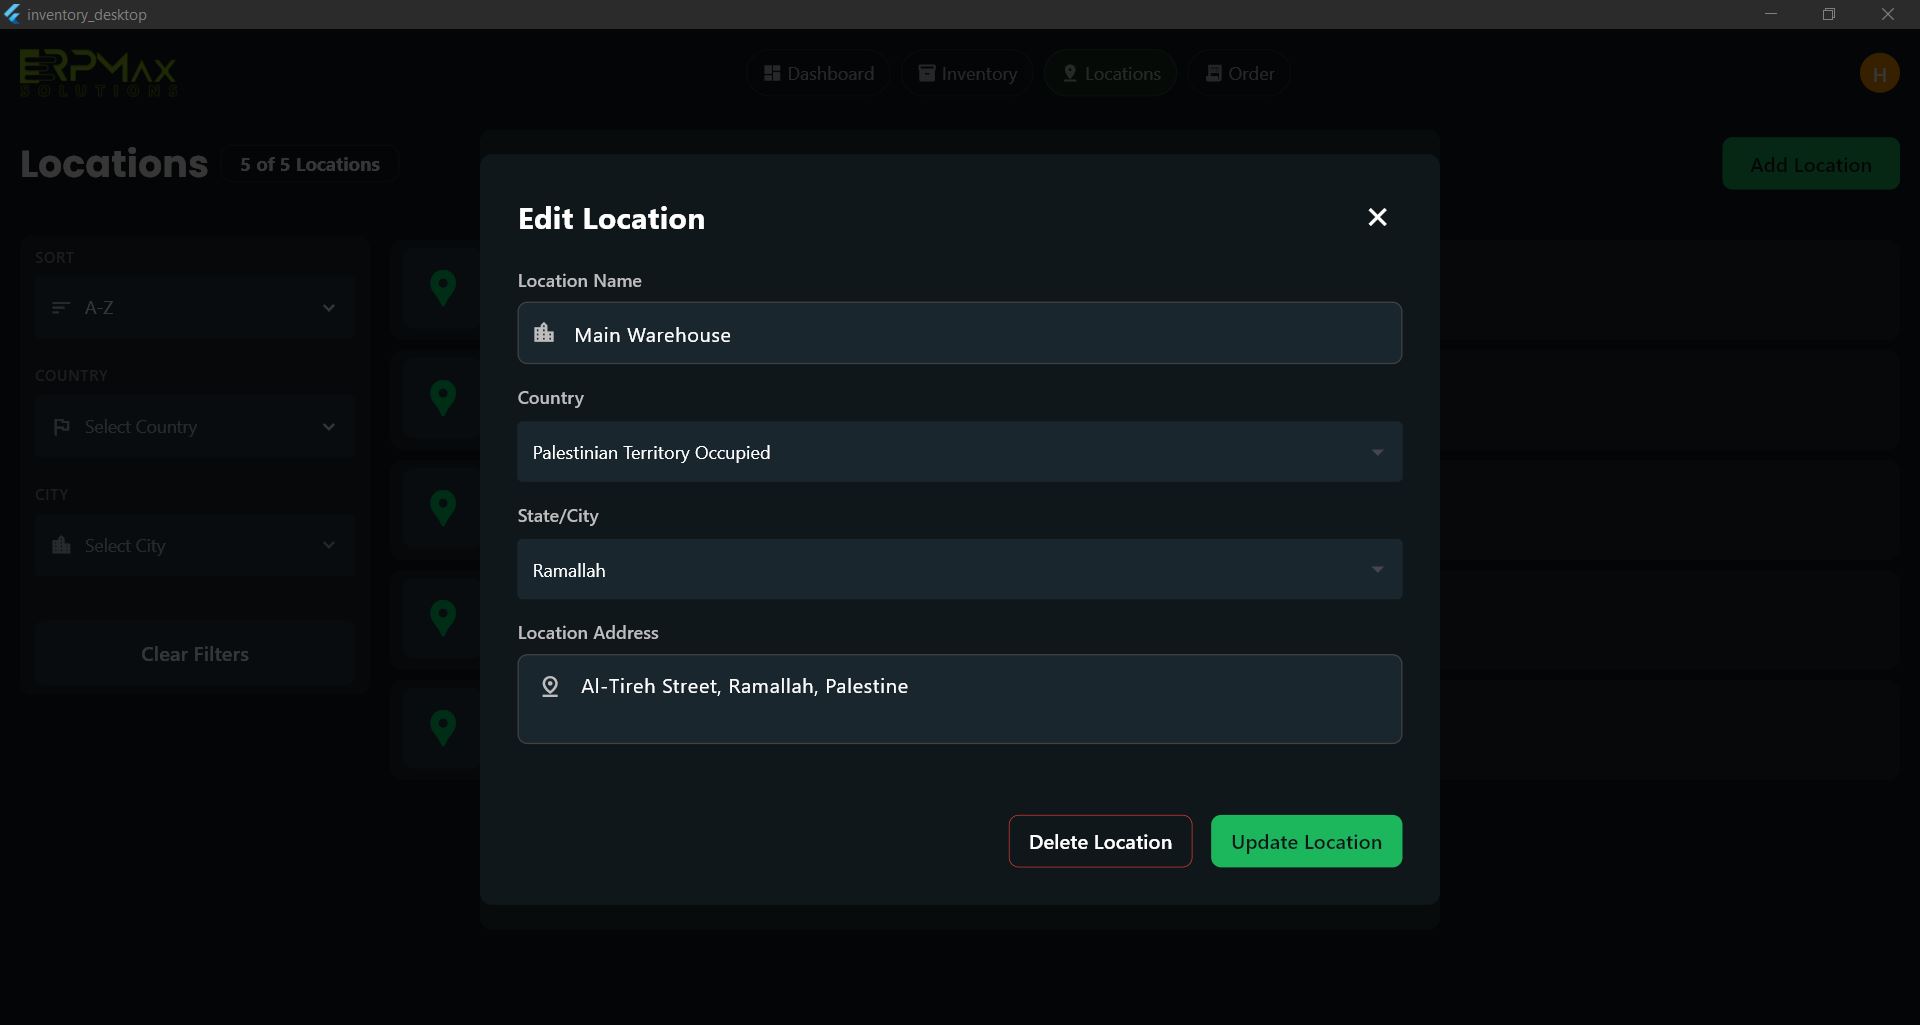 inventory_desktop
ERPMAX
SOLUTIONS
Dashboard
Inventory
Locations
Order
H
Locations
5 of 5 Locations
Add Location
SORT
A-Z
COUNTRY
Select Country
CITY
Select City
Clear Filters
Edit Location
Location Name
Main Warehouse
Country
Palestinian Territory Occupied
State/City
Ramallah
Location Address
Al-Tireh Street, Ramallah, Palestine
Delete Location
Update Location